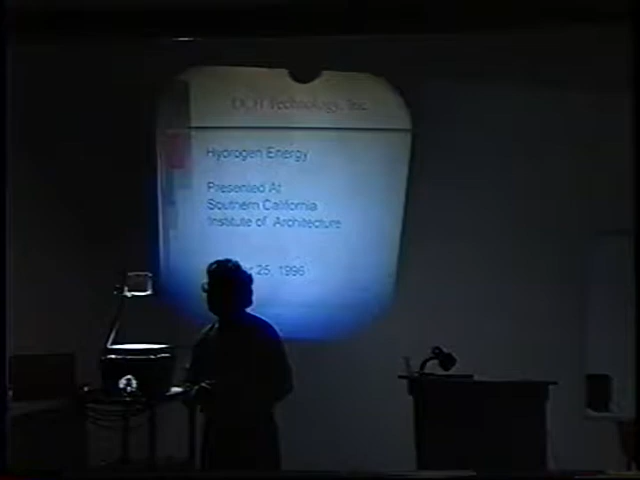 DCH Technology, Inc.
Hydrogen Energy
Presented At
Southern California
Institute of Architecture
25, 1996